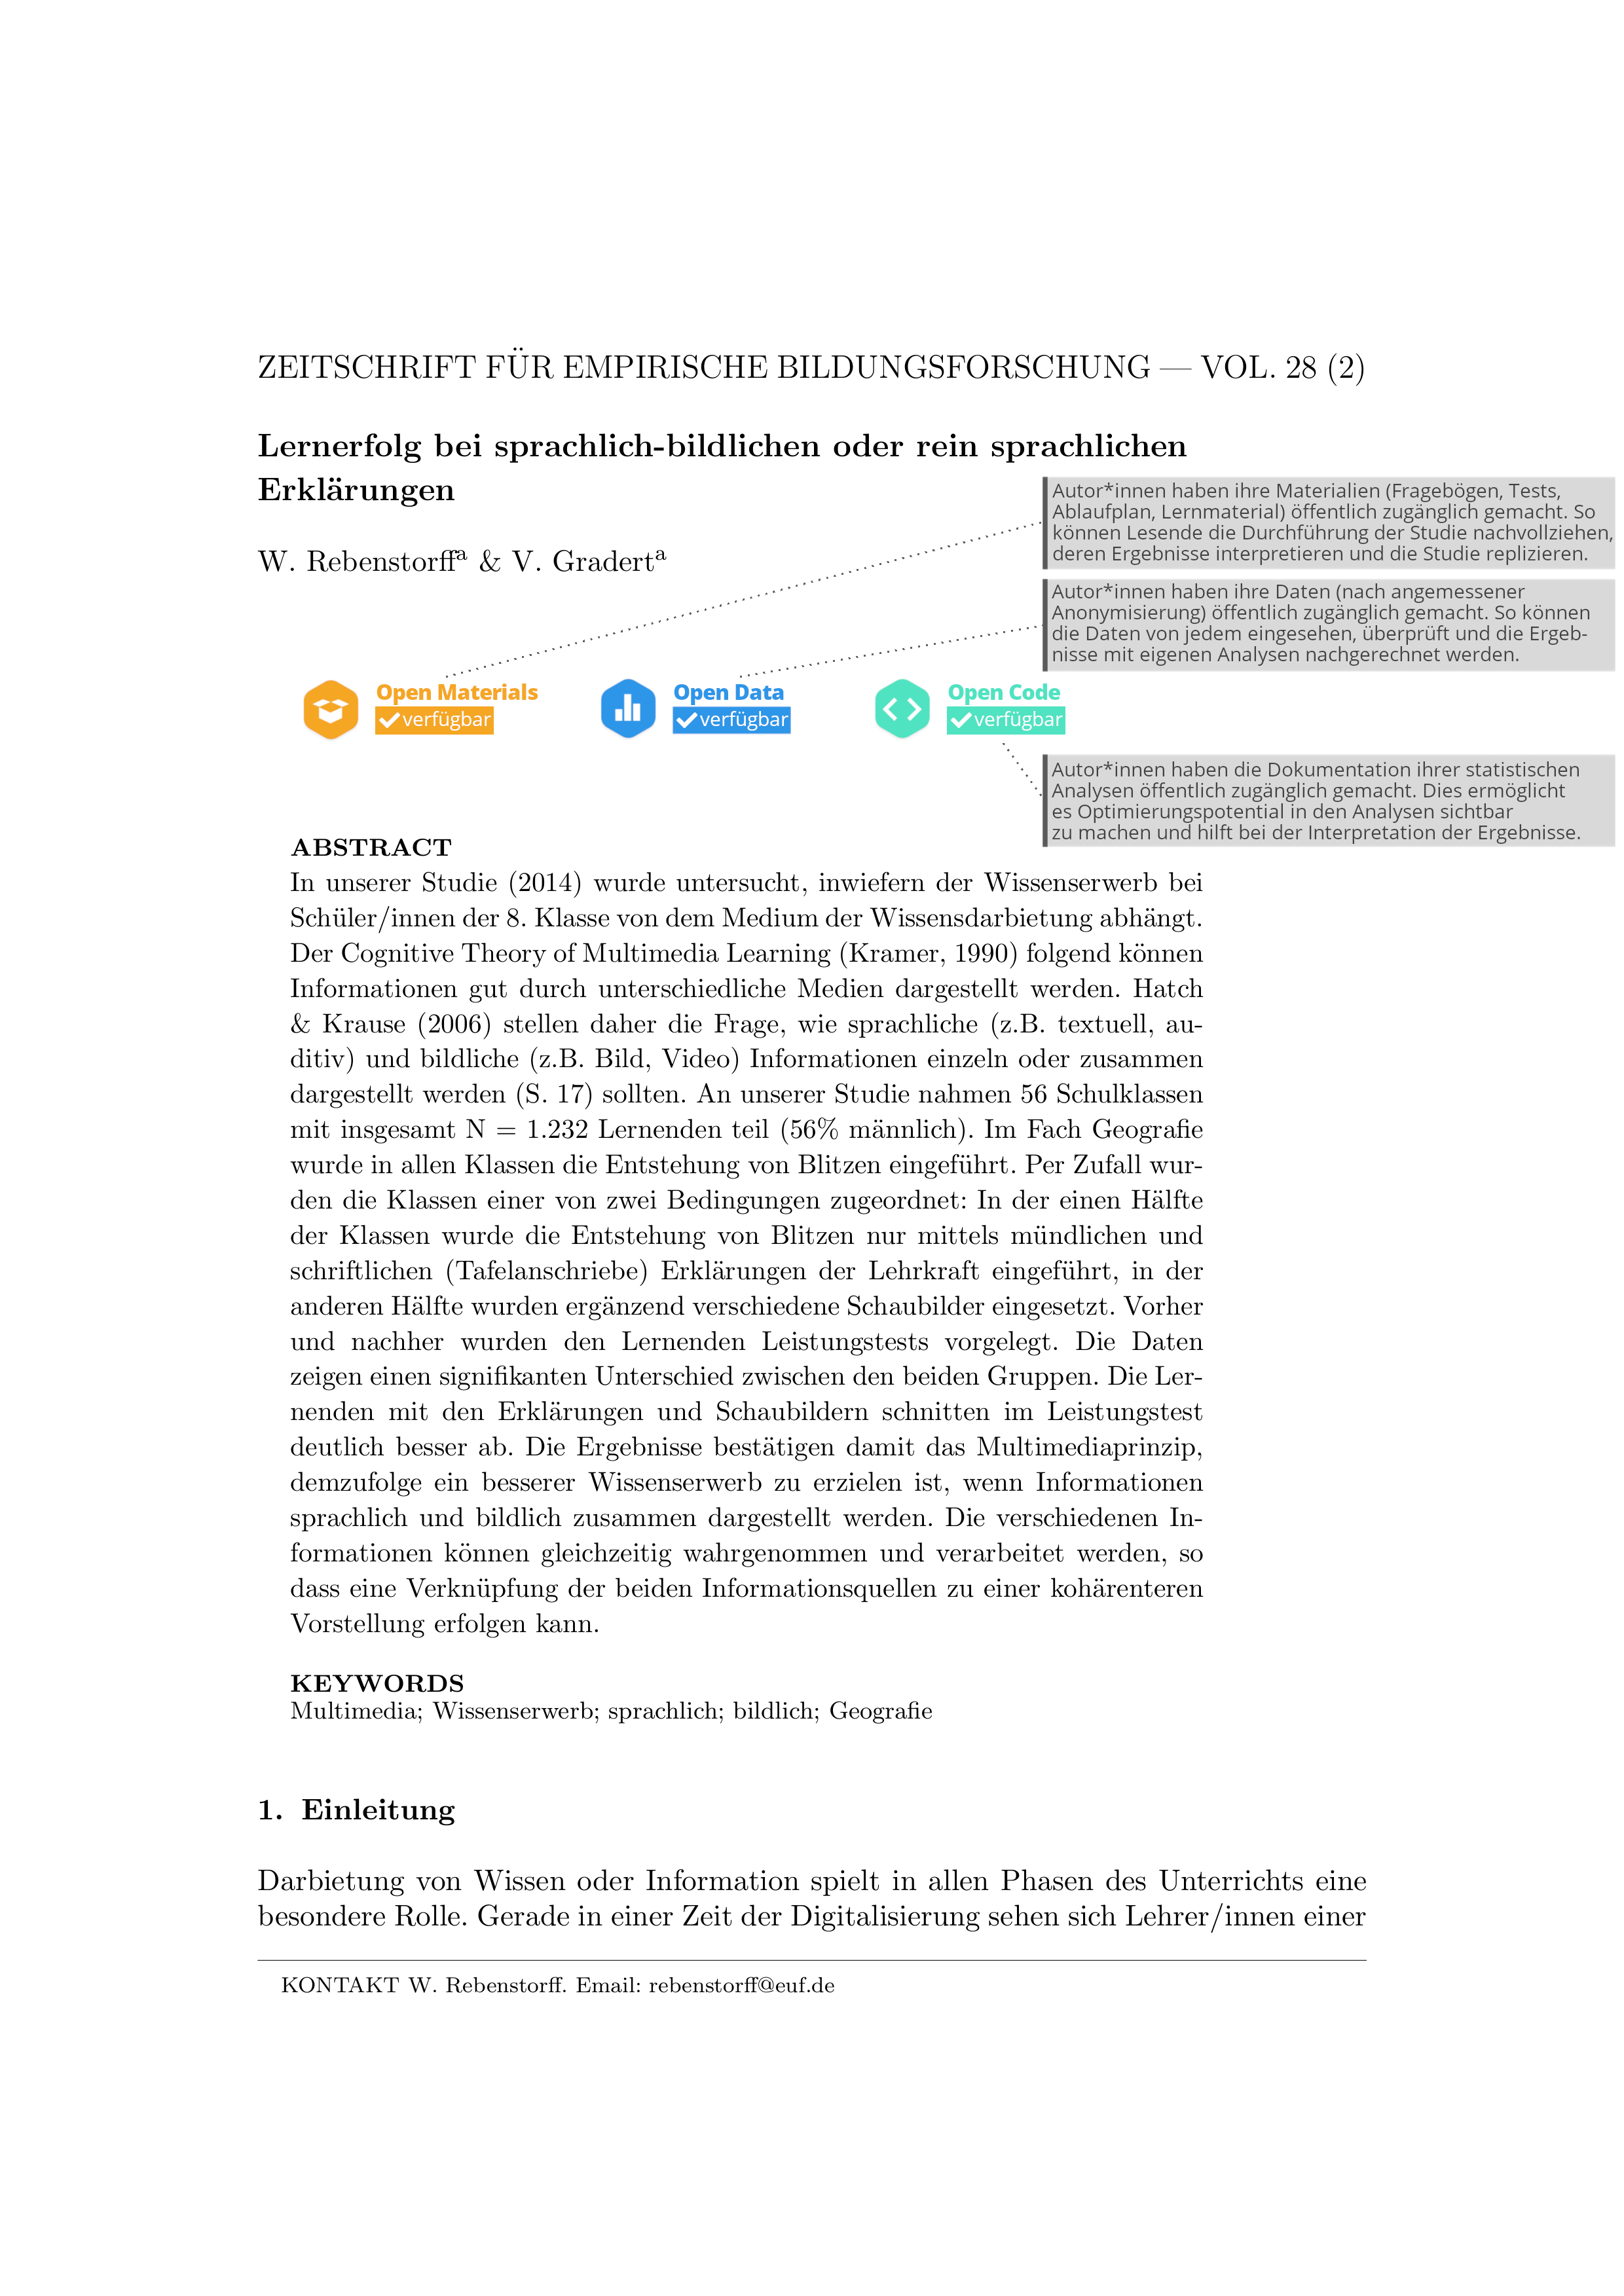 ZEITSCHRIFT FÜR EMPIRISCHE BILDUNGSFORSCHUNG — VOL. 28 (2)
Lernerfolg bei sprachlich-bildlichen oder rein sprachlichen
Erklärungen
W. Rebenstorffᵃ & V. Gradertᵃ
Autor*innen haben ihre Materialien (Fragebögen, Tests,
Ablaufplan, Lernmaterial) öffentlich zugänglich gemacht. So
können Lesende die Durchführung der Studie nachvollziehen,
deren Ergebnisse interpretieren und die Studie replizieren.
Autor*innen haben ihre Daten (nach angemessener
Anonymisierung) öffentlich zugänglich gemacht. So können
die Daten von jedem eingesehen, überprüft und die Ergeb-
nisse mit eigenen Analysen nachgerechnet werden.
Open Materials
verfügbar
Open Data
verfügbar
Open Code
verfügbar
Autor*innen haben die Dokumentation ihrer statistischen
Analysen öffentlich zugänglich gemacht. Dies ermöglicht
es Optimierungspotential in den Analysen sichtbar
zu machen und hilft bei der Interpretation der Ergebnisse.
ABSTRACT
In unserer Studie (2014) wurde untersucht, inwiefern der Wissenserwerb bei
Schüler/innen der 8. Klasse von dem Medium der Wissensdarbietung abhängt.
Der Cognitive Theory of Multimedia Learning (Kramer, 1990) folgend können
Informationen gut durch unterschiedliche Medien dargestellt werden. Hatch
& Krause (2006) stellen daher die Frage, wie sprachliche (z.B. textuell, au-
ditiv) und bildliche (z.B. Bild, Video) Informationen einzeln oder zusammen
dargestellt werden (S. 17) sollten. An unserer Studie nahmen 56 Schulklassen
mit insgesamt N = 1.232 Lernenden teil (56% männlich). Im Fach Geografie
wurde in allen Klassen die Entstehung von Blitzen eingeführt. Per Zufall wur-
den die Klassen einer von zwei Bedingungen zugeordnet: In der einen Hälfte
der Klassen wurde die Entstehung von Blitzen nur mittels mündlichen und
schriftlichen (Tafelanschriebe) Erklärungen der Lehrkraft eingeführt, in der
anderen Hälfte wurden ergänzend verschiedene Schaubilder eingesetzt. Vorher
und nachher wurden den Lernenden Leistungstests vorgelegt. Die Daten
zeigen einen signifikanten Unterschied zwischen den beiden Gruppen. Die Ler-
nenden mit den Erklärungen und Schaubildern schnitten im Leistungstest
deutlich besser ab. Die Ergebnisse bestätigen damit das Multimediaprinzip,
demzufolge ein besserer Wissenserwerb zu erzielen ist, wenn Informationen
sprachlich und bildlich zusammen dargestellt werden. Die verschiedenen In-
formationen können gleichzeitig wahrgenommen und verarbeitet werden, so
dass eine Verknüpfung der beiden Informationsquellen zu einer kohärenteren
Vorstellung erfolgen kann.
KEYWORDS
Multimedia; Wissenserwerb; sprachlich; bildlich; Geografie
1. Einleitung
Darbietung von Wissen oder Information spielt in allen Phasen des Unterrichts eine
besondere Rolle. Gerade in einer Zeit der Digitalisierung sehen sich Lehrer/innen einer
KONTAKT W. Rebenstorff. Email: rebenstorff@euf.de